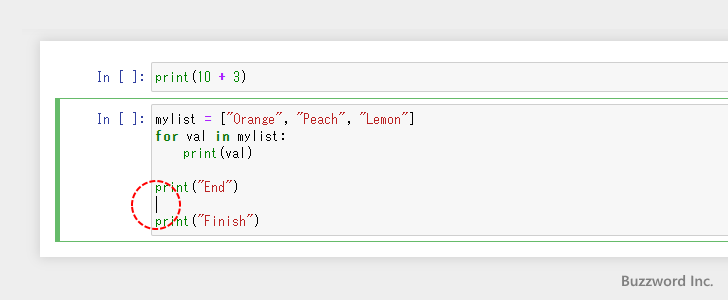 In [ ]: print(10 + 3)
In [ ]: mylist = ["Orange", "Peach", "Lemon"]
for val in mylist:
    print(val)
print("End")
print("Finish")
Buzzword Inc.